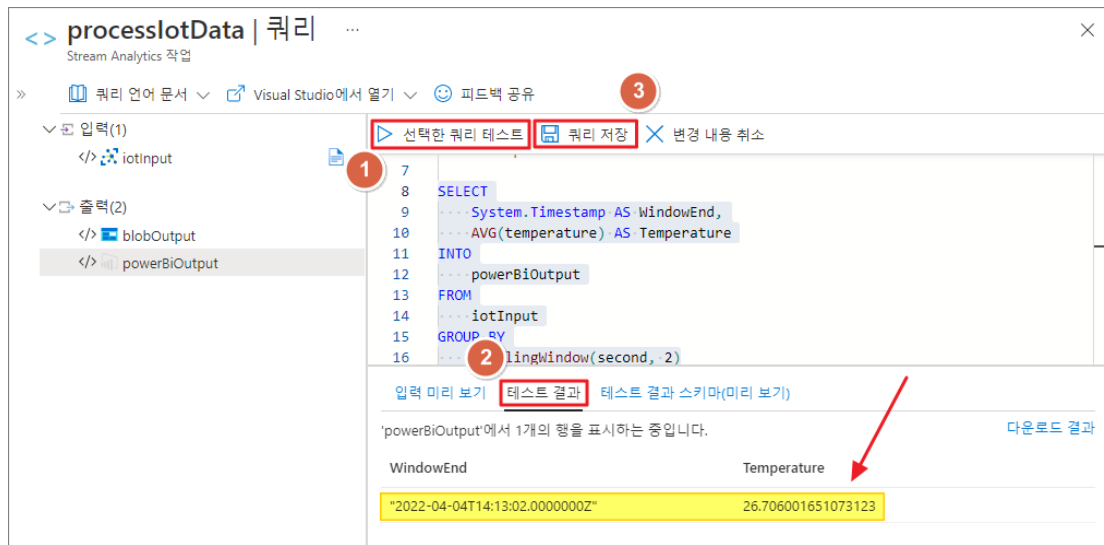 <> processIotData | 쿼리 ...
Stream Analytics 작업
쿼리 언어 문서 Visual Studio에서 열기 피드백 공유
3
입력(1)
선택한 쿼리 테스트 쿼리 저장 변경 내용 취소
</> iotInput
1
7
8 SELECT
출력(2)
9 ····System.Timestamp·AS·WindowEnd,
</> blobOutput
10 ····AVG(temperature)·AS·Temperature
</> powerBiOutput
11 INTO
12 ····powerBiOutput
13 FROM
14 ····iotInput
15 GROUP·BY
16 lingWindow(second,·2)
2
입력 미리 보기 테스트 결과 테스트 결과 스키마(미리 보기)
'powerBiOutput'에서 1개의 행을 표시하는 중입니다. 다운로드 결과
WindowEnd Temperature
"2022-04-04T14:13:02.0000000Z" 26.706001651073123